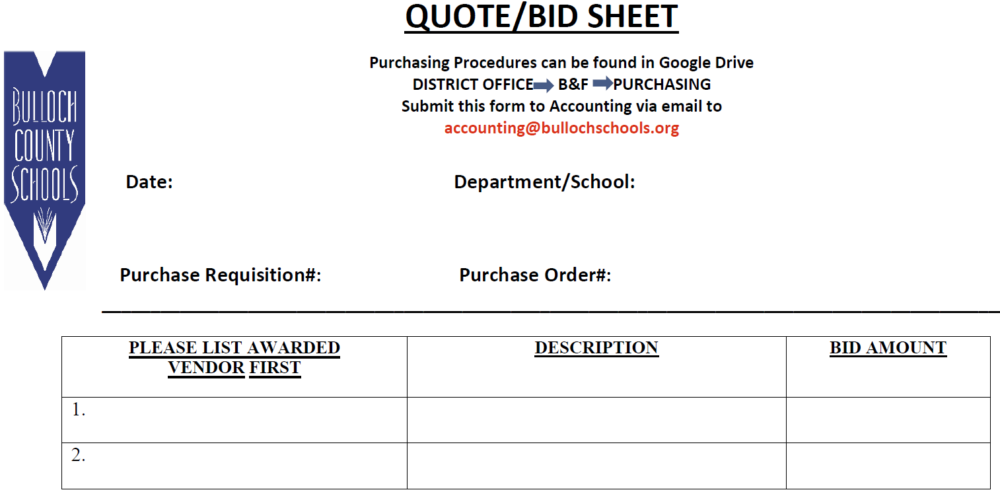 QUOTE/BID SHEET
Purchasing Procedures can be found in Google Drive
DISTRICT OFFICE B&F PURCHASING
Submit this form to Accounting via email to
accounting@bullochschools.org
BULLOCH
COUNTY
SCHOOLS
Date: Department/School:
Purchase Requisition#: Purchase Order#:
PLEASE LIST AWARDED
VENDOR FIRST
DESCRIPTION
BID AMOUNT
1.
2.